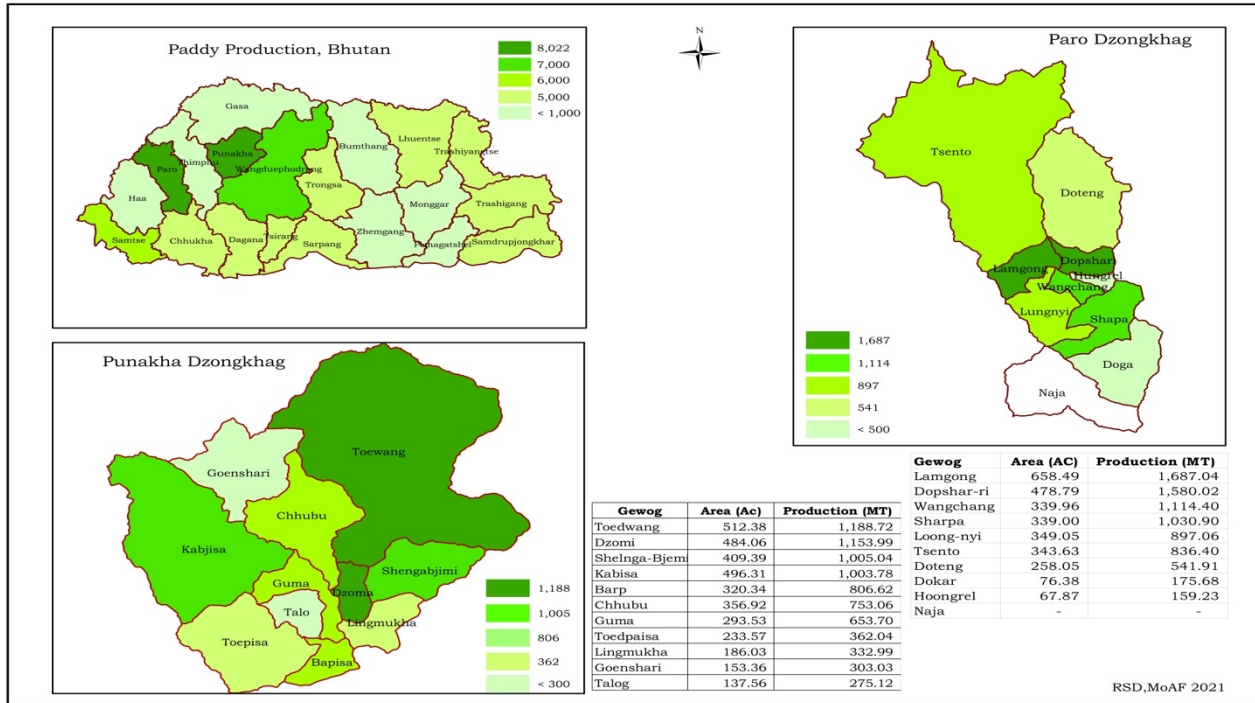 Paddy Production, Bhutan
8,022
7,000
6,000
5,000
< 1,000
Gasa
Punakha
Thimphu
Wangduephodrang
Paro
Haa
Bumthang
Lhuentse
Trashiyangtse
Trongsa
Monggar
Trashigang
Samtse
Chhukha
Dagana
Tsirang
Sarpang
Zhemgang
Pemagatshel
Samdrupjongkhar
N
Paro Dzongkhag
Tsento
Doteng
Lamgong
Dopshari
Hungrel
Wangchang
Lungnyi
Shapa
Doga
Naja
1,687
1,114
897
541
< 500
Punakha Dzongkhag
Toewang
Goenshari
Chhubu
Kabjisa
Shengabjimi
Guma
Dzoma
Talo
Lingmukha
Toepisa
Bapisa
1,188
1,005
806
362
< 300
Gewog Area (Ac) Production (MT)
Toedwang 512.38 1,188.72
Dzomi 484.06 1,153.99
Shelnga-Bjemi 409.39 1,005.04
Kabisa 496.31 1,003.78
Barp 320.34 806.62
Chhubu 356.92 753.06
Guma 293.53 653.70
Toedpaisa 233.57 362.04
Lingmukha 186.03 332.99
Goenshari 153.36 303.03
Talog 137.56 275.12
Gewog Area (AC) Production (MT)
Lamgong 658.49 1,687.04
Dopshar-ri 478.79 1,580.02
Wangchang 339.96 1,114.40
Sharpa 339.00 1,030.90
Loong-nyi 349.05 897.06
Tsento 343.63 836.40
Doteng 258.05 541.91
Dokar 76.38 175.68
Hoongrel 67.87 159.23
Naja - -
RSD,MoAF 2021